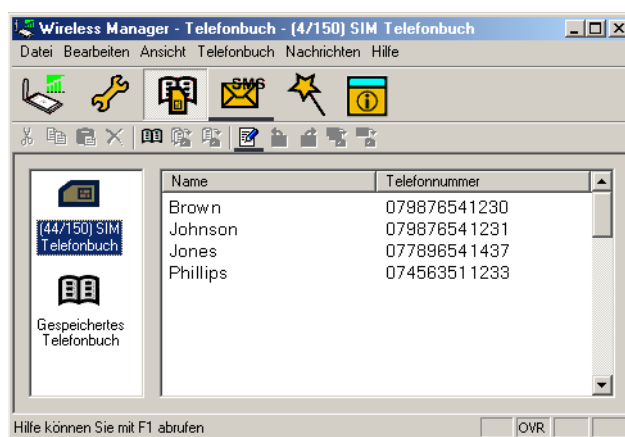 Wireless Manager - Telefonbuch - (4/150) SIM Telefonbuch
Datei Bearbeiten Ansicht Telefonbuch Nachrichten Hilfe
SMS
(44/150) SIM
Telefonbuch
Gespeichertes
Telefonbuch
Name Telefonnummer
Brown 079876541230
Johnson 079876541231
Jones 077896541437
Phillips 074563511233
Hilfe können Sie mit F1 abrufen OVR